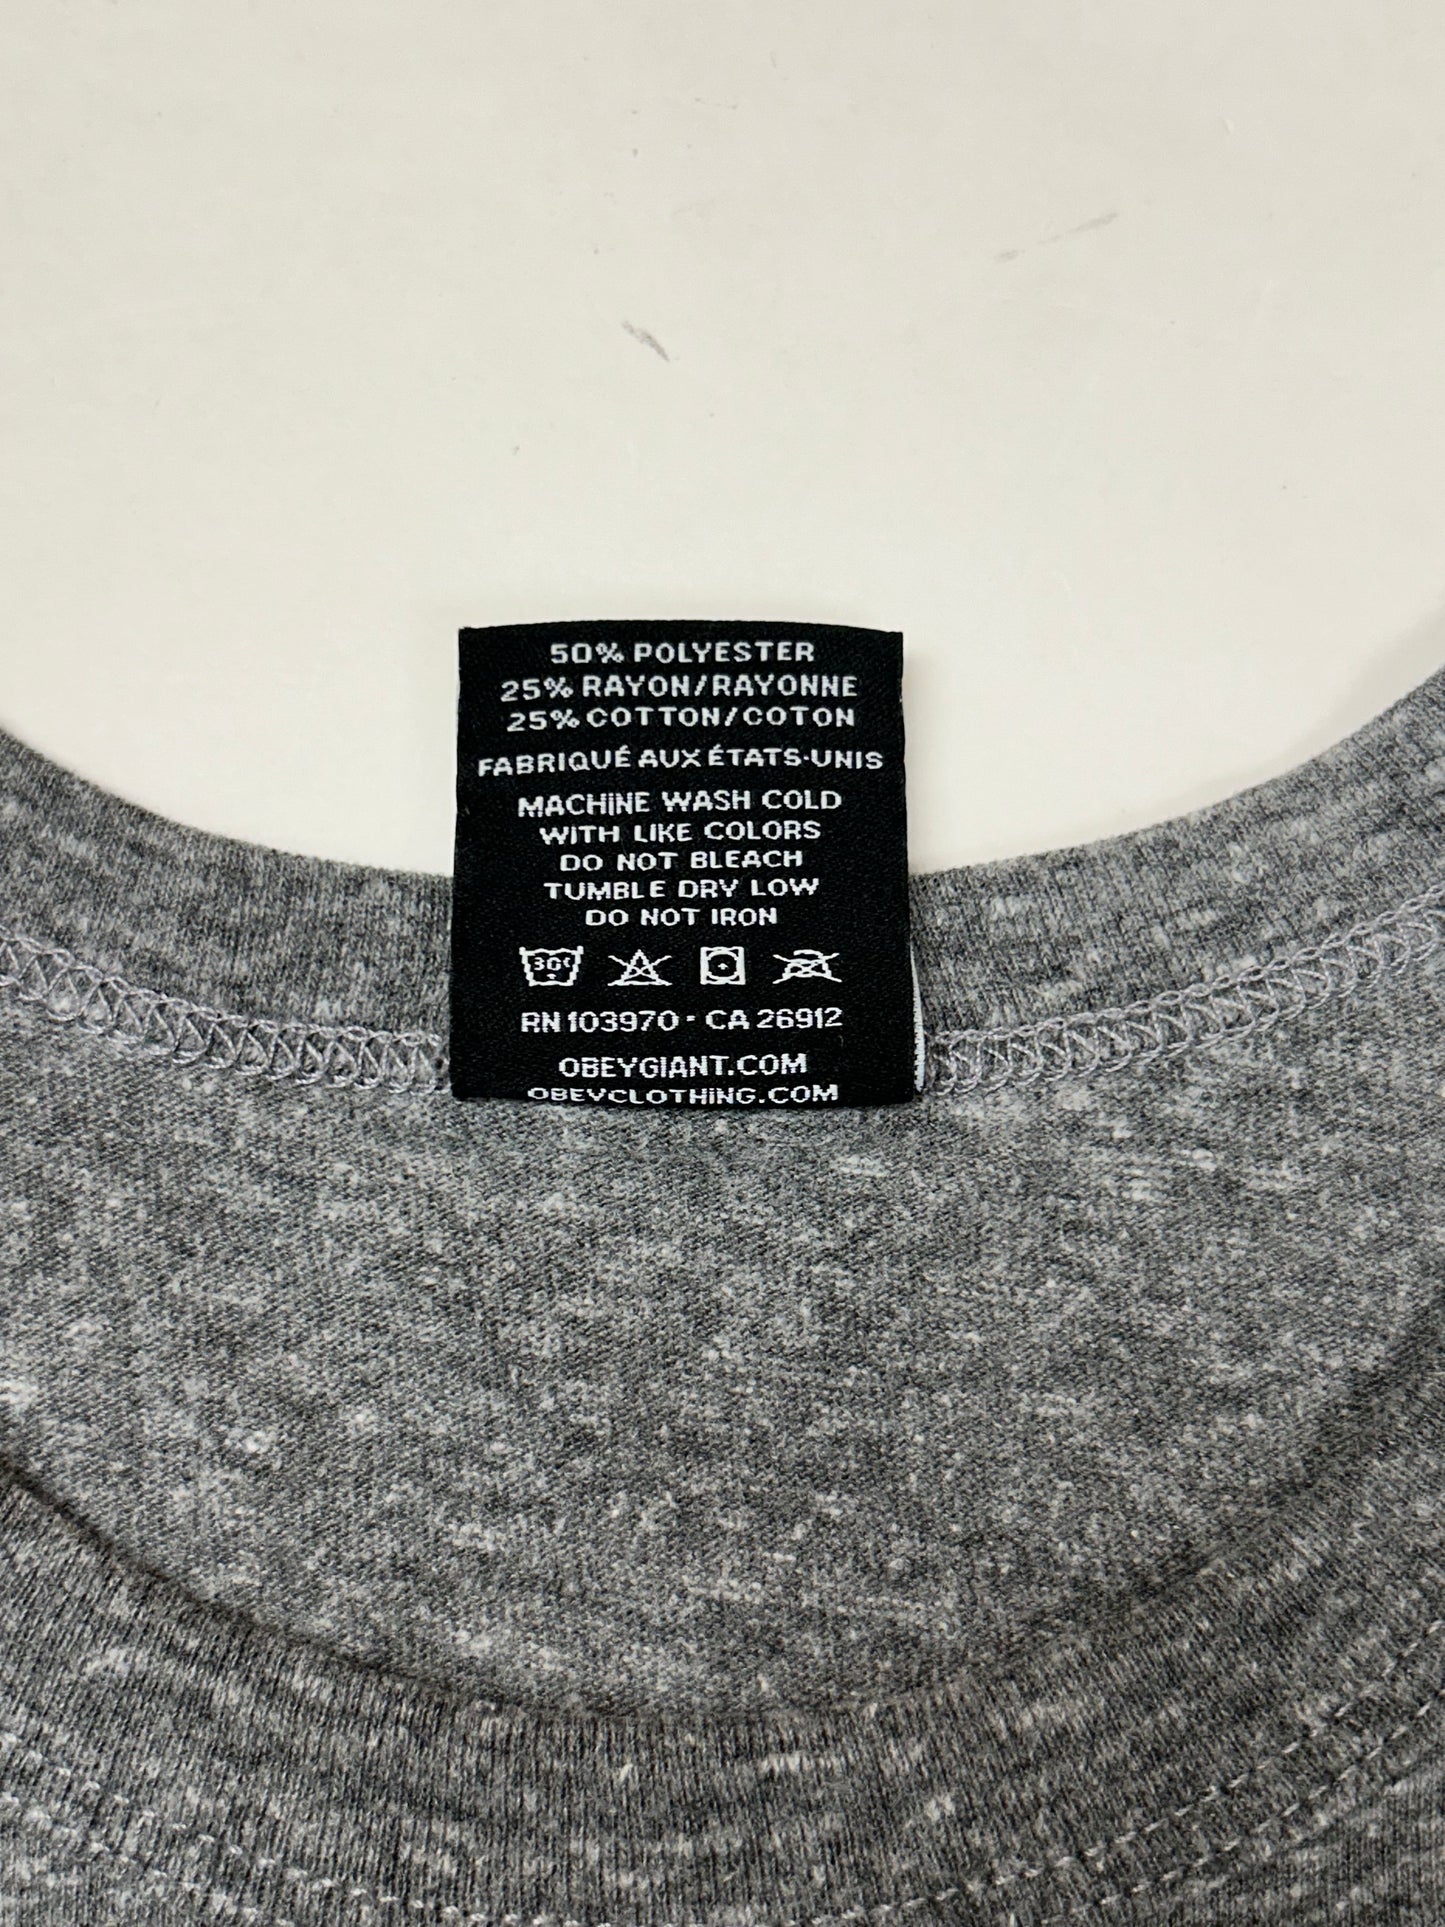 50% POLYESTER
25% RAYON/RAYONNE
25% COTTON/COTON
FABRIQUÉ AUX ÉTATS-UNIS
MACHINE WASH COLD
WITH LIKE COLORS
DO NOT BLEACH
TUMBLE DRY LOW
DO NOT IRON
30C
RN 103970 - CA 26912
OBEYGIANT.COM
OBEYCLOTHING.COM